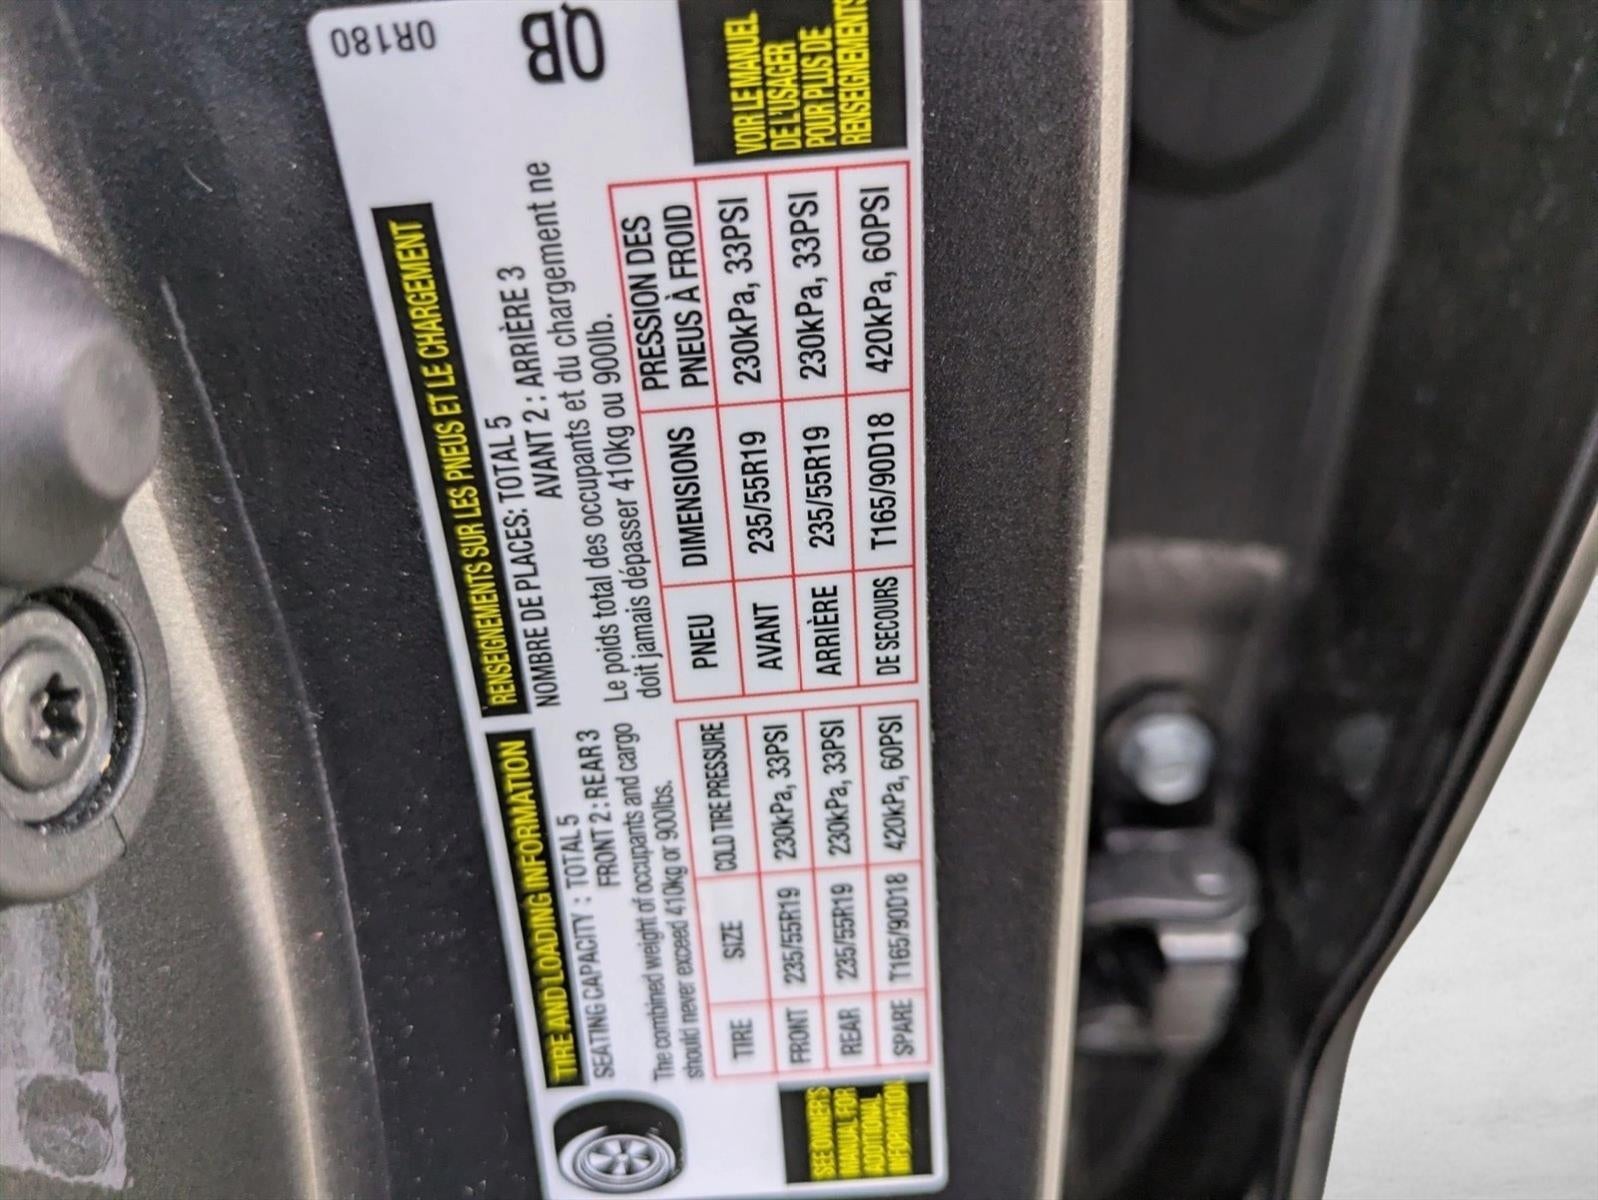 TIRE AND LOADING INFORMATION
SEATING CAPACITY : TOTAL 5
FRONT 2 : REAR 3
The combined weight of occupants and cargo
should never exceed 410kg or 900lbs.
TIRE SIZE COLD TIRE PRESSURE
FRONT 235/55R19 230kPa, 33PSI
REAR 235/55R19 230kPa, 33PSI
SPARE T165/90D18 420kPa, 60PSI
SEE OWNER'S
MANUAL FOR
ADDITIONAL
INFORMATION
RENSEIGNEMENTS SUR LES PNEUS ET LE CHARGEMENT
NOMBRE DE PLACES: TOTAL 5
AVANT 2 : ARRIÈRE 3
Le poids total des occupants et du chargement ne
doit jamais dépasser 410kg ou 900lb.
PNEU DIMENSIONS PRESSION DES
PNEUS À FROID
AVANT 235/55R19 230kPa, 33PSI
ARRIÈRE 235/55R19 230kPa, 33PSI
DE SECOURS T165/90D18 420kPa, 60PSI
VOIR LE MANUEL
DE L'USAGER
POUR PLUS DE
RENSEIGNEMENTS
0R180
QB